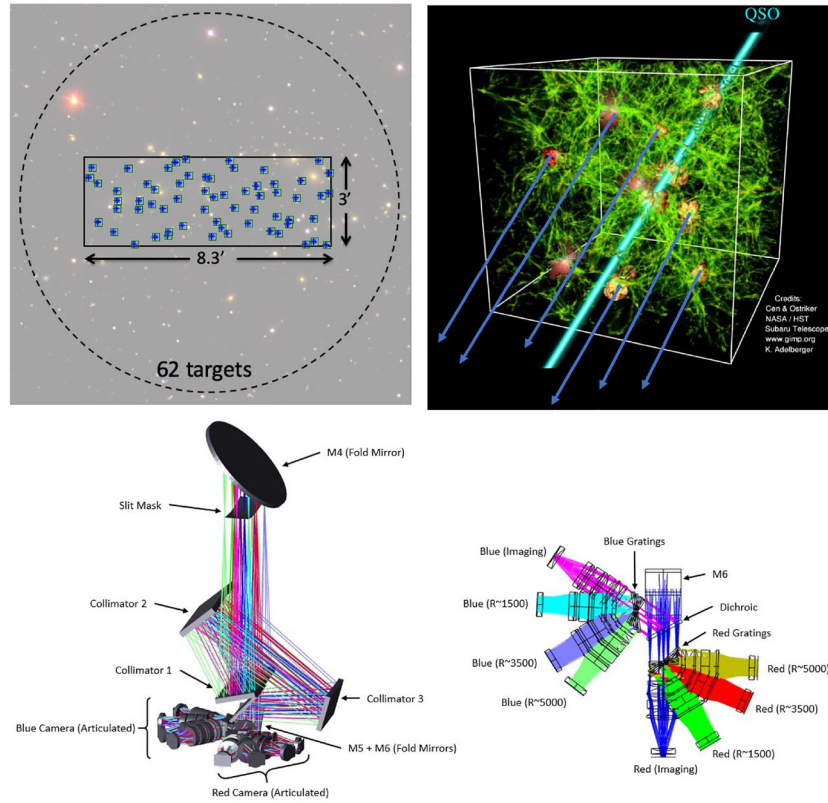 3’
8.3’
62 targets
QSO
Credits:
Cen & Ostriker
NASA / HST
Subaru Telescope
www.gimp.org
K. Adelberger
M4 (Fold Mirror)
Slit Mask
Collimator 2
Collimator 1
Collimator 3
Blue Camera (Articulated)
M5 + M6 (Fold Mirrors)
Red Camera (Articulated)
Blue Gratings
Blue (Imaging)
M6
Blue (R~1500)
Dichroic
Red Gratings
Blue (R~3500)
Red (R~5000)
Blue (R~5000)
Red (R~3500)
Red (R~1500)
Red (Imaging)